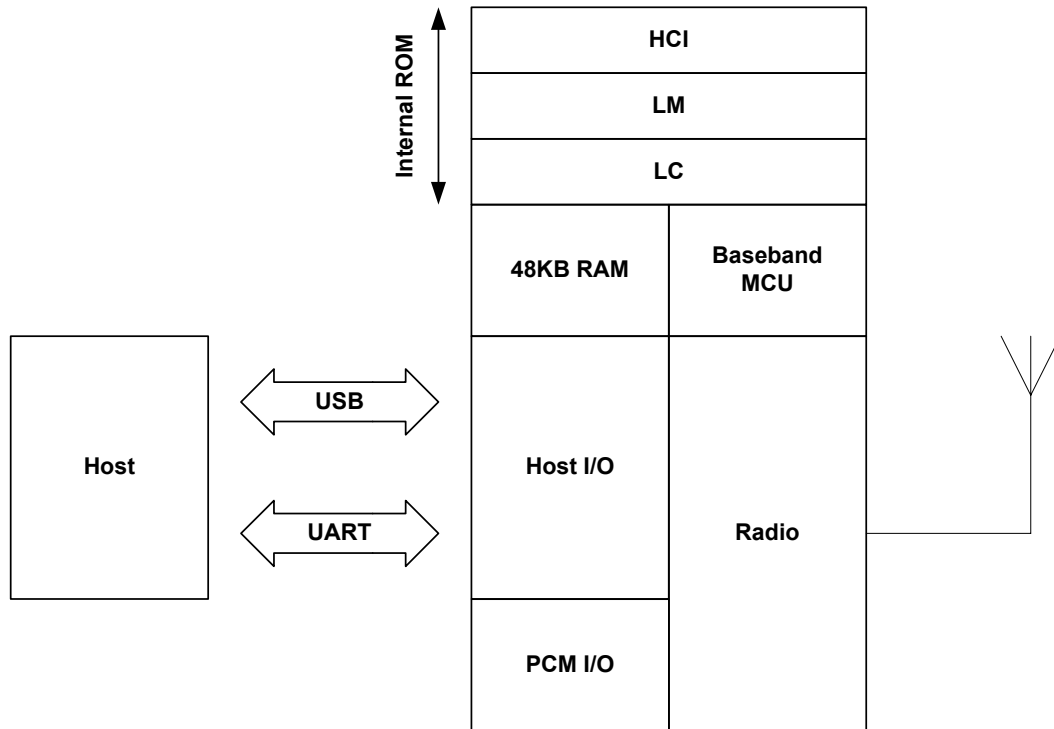 Internal ROM
HCI
LM
LC
48KB RAM
Baseband
MCU
Host
USB
UART
Host I/O
Radio
PCM I/O